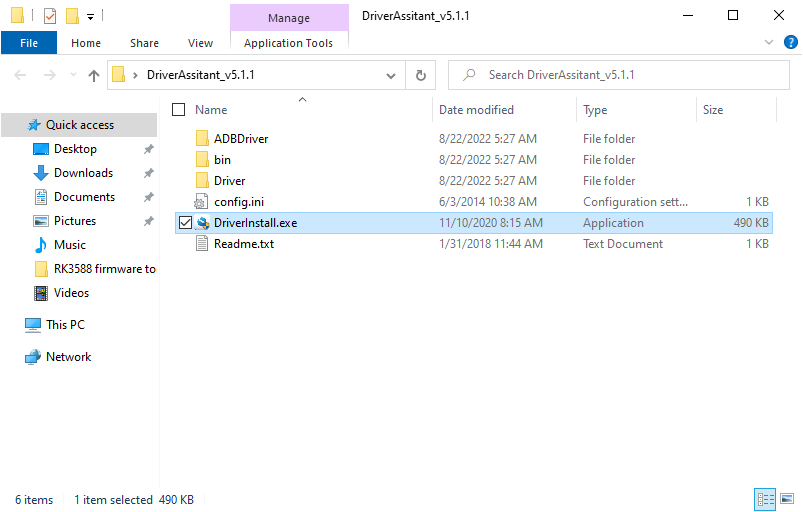 Manage
DriverAssitant_v5.1.1
File
Home
Share
View
Application Tools
DriverAssitant_v5.1.1
Search DriverAssitant_v5.1.1
Name
Date modified
Type
Size
Quick access
Desktop
Downloads
Documents
Pictures
Music
RK3588 firmware to
Videos
This PC
Network
ADBDriver 8/22/2022 5:27 AM File folder
bin 8/22/2022 5:27 AM File folder
Driver 8/22/2022 5:27 AM File folder
config.ini 6/3/2014 10:38 AM Configuration sett... 1 KB
DriverInstall.exe 11/10/2020 8:15 AM Application 490 KB
Readme.txt 1/31/2018 11:44 AM Text Document 1 KB
6 items 1 item selected 490 KB